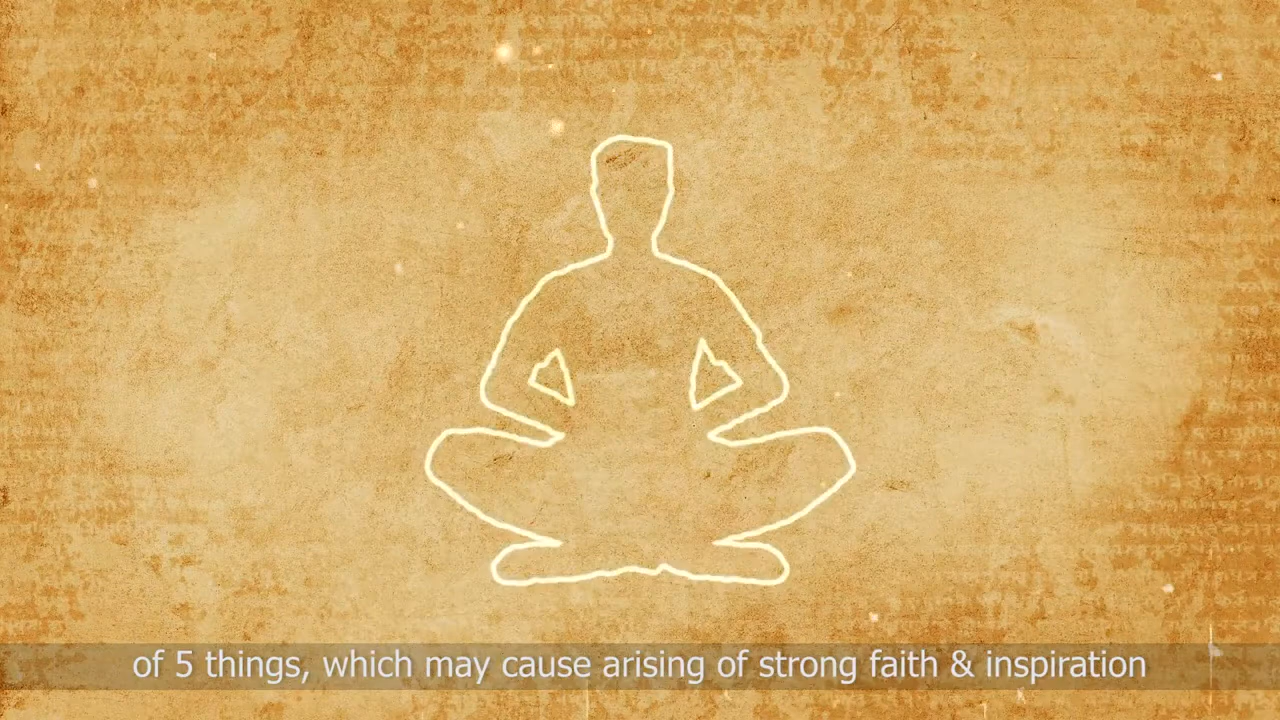 of 5 things, which may cause arising of strong faith & inspiration